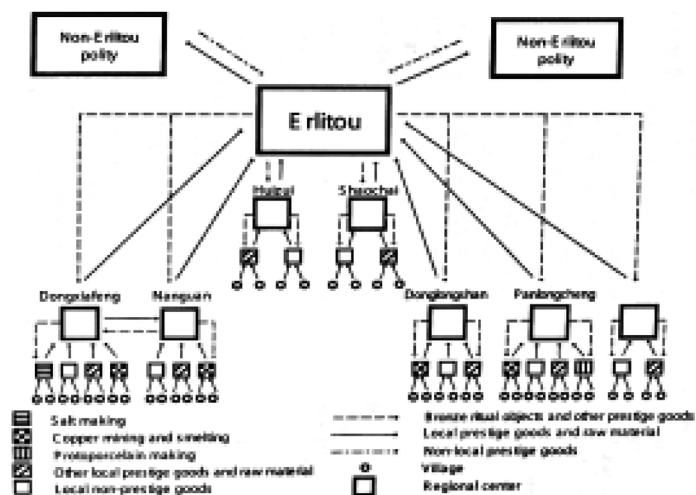 Non-Erlitou
polity
Non-Erlitou
polity
Erlitou
Huizui
Shaochai
Dongxiafeng
Nanguan
Donglongshan
Panlongcheng
Salt making
Copper mining and smelting
Protoporcelain making
Other local prestige goods and raw material
Local non-prestige goods
Bronze ritual objects and other prestige goods
Local prestige goods and raw material
Non-local prestige goods
Village
Regional center